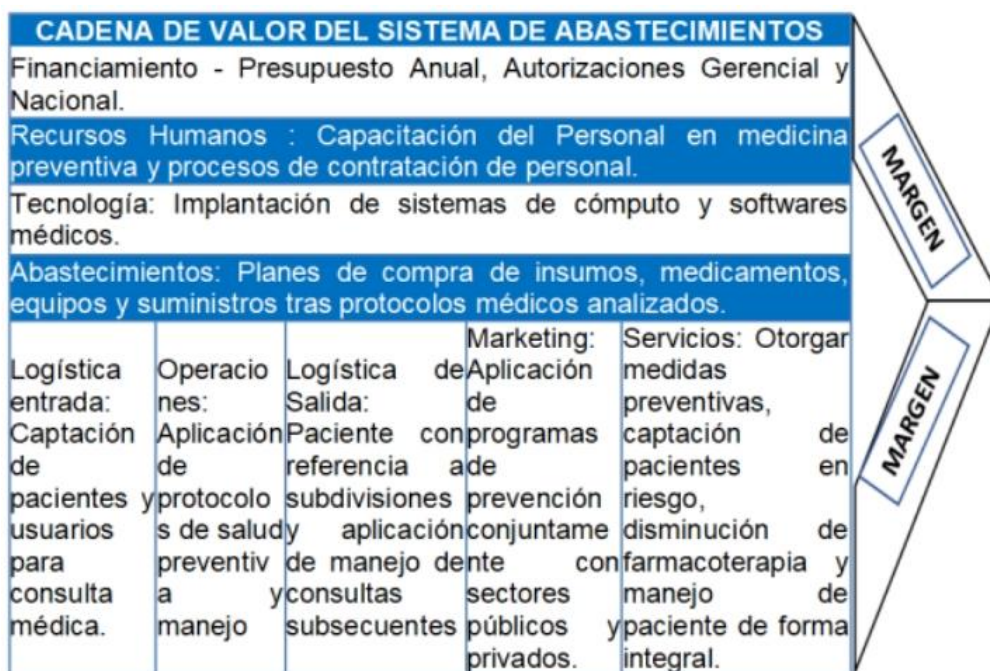 CADENA DE VALOR DEL SISTEMA DE ABASTECIMIENTOS
Financiamiento - Presupuesto Anual, Autorizaciones Gerencial y
Nacional.
Recursos Humanos : Capacitación del Personal en medicina
preventiva y procesos de contratación de personal.
Tecnología: Implantación de sistemas de cómputo y softwares
médicos.
Abastecimientos: Planes de compra de insumos, medicamentos,
equipos y suministros tras protocolos médicos analizados.
Logística
entrada:
Captación
de
pacientes y
usuarios
para
consulta
médica.
Operacio
nes:
Aplicación
de
protocolo
s de salud
preventiv
a y
manejo
Logística de
Salida:
Paciente con
referencia a
subdivisiones
y aplicación
de manejo de
consultas
subsecuentes
Marketing:
Aplicación
de
programas
de
prevención
conjuntame
nte con
sectores
públicos y
privados.
Servicios: Otorgar
medidas
preventivas,
captación de
pacientes en
riesgo,
disminución de
farmacoterapia y
manejo de
paciente de forma
integral.
MARGEN
MARGEN